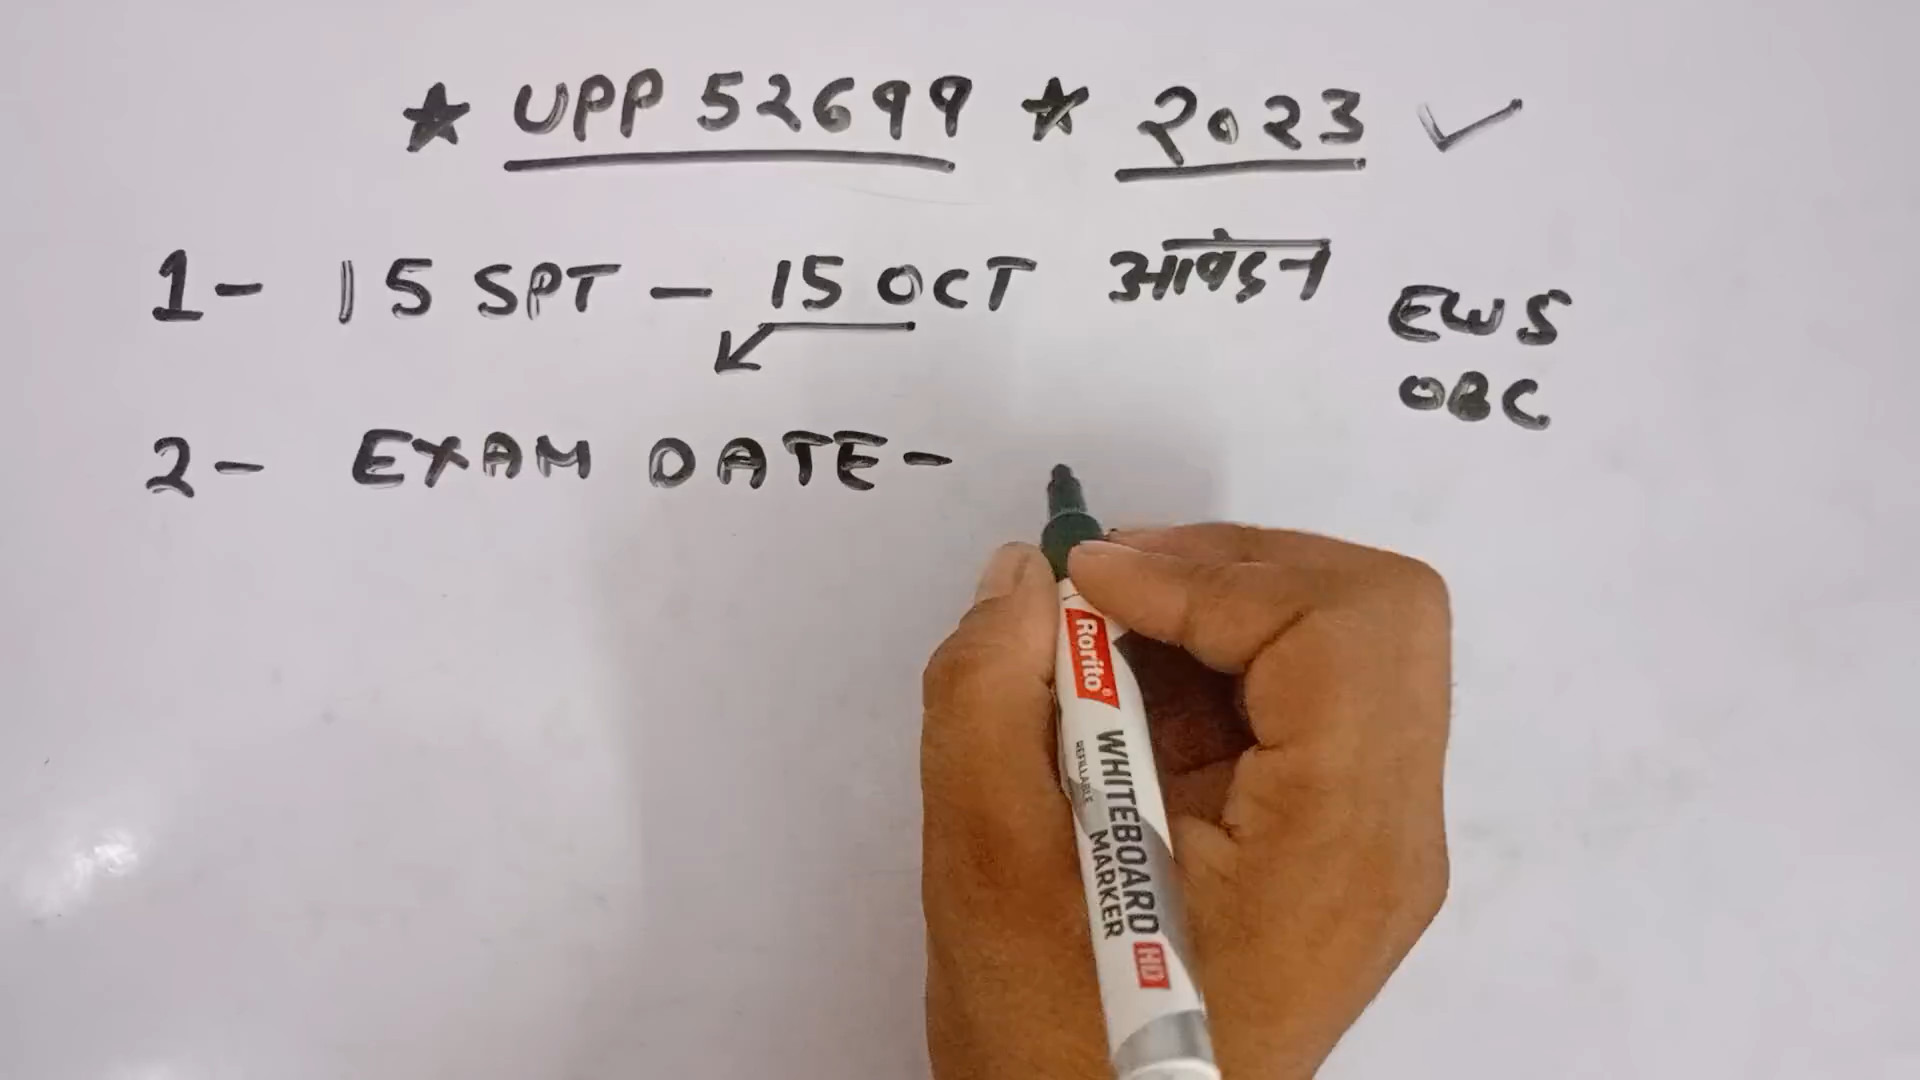 ★ UPP 52699 ★ 2023 ✓
1- 15 SPT - 15 OCT आवेदन
EWS
OBC
2- EXAM DATE-
Rorito®
WHITEBOARD HD
MARKER
REFILLABLE